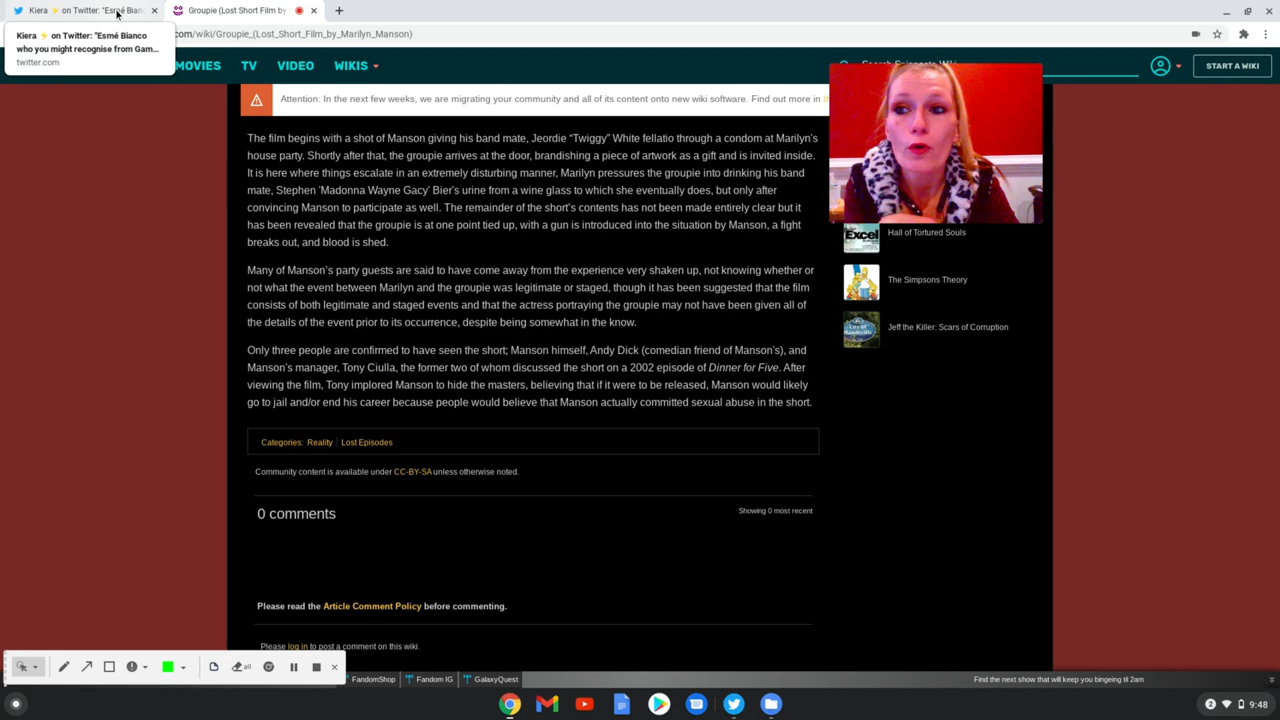 Kiera ⚡ on Twitter: "Esmé Bian
Groupie (Lost Short Film by
Kiera ⚡ on Twitter: "Esmé Bianco
who you might recognise from Gam...
twitter.com
com/wiki/Groupie_(Lost_Short_Film_by_Marilyn_Manson)
MOVIES TV VIDEO WIKIS
START A WIKI
Attention: In the next few weeks, we are migrating your community and all of its content onto new wiki software. Find out more in
The film begins with a shot of Manson giving his band mate, Jeordie “Twiggy” White fellatio through a condom at Marilyn's
house party. Shortly after that, the groupie arrives at the door, brandishing a piece of artwork as a gift and is invited inside.
It is here where things escalate in an extremely disturbing manner, Marilyn pressures the groupie into drinking his band
mate, Stephen 'Madonna Wayne Gacy' Bier's urine from a wine glass to which she eventually does, but only after
convincing Manson to participate as well. The remainder of the short's contents has not been made entirely clear but it
has been revealed that the groupie is at one point tied up, with a gun is introduced into the situation by Manson, a fight
breaks out, and blood is shed.
Many of Manson's party guests are said to have come away from the experience very shaken up, not knowing whether or
not what the event between Marilyn and the groupie was legitimate or staged, though it has been suggested that the film
consists of both legitimate and staged events and that the actress portraying the groupie may not have been given all of
the details of the event prior to its occurrence, despite being somewhat in the know.
Only three people are confirmed to have seen the short; Manson himself, Andy Dick (comedian friend of Manson's), and
Manson's manager, Tony Ciulla, the former two of whom discussed the short on a 2002 episode of Dinner for Five. After
viewing the film, Tony implored Manson to hide the masters, believing that if it were to be released, Manson would likely
go to jail and/or end his career because people would believe that Manson actually committed sexual abuse in the short.
Excel
Hall of Tortured Souls
The Simpsons Theory
Jeff the Killer: Scars of Corruption
Categories: Reality Lost Episodes
Community content is available under CC-BY-SA unless otherwise noted.
0 comments
Showing 0 most recent
Please read the Article Comment Policy before commenting.
Please log in to post a comment on this wiki.
all
FandomShop Fandom IG GalaxyQuest
Find the next show that will keep you bingeing til 2am
2 9:48